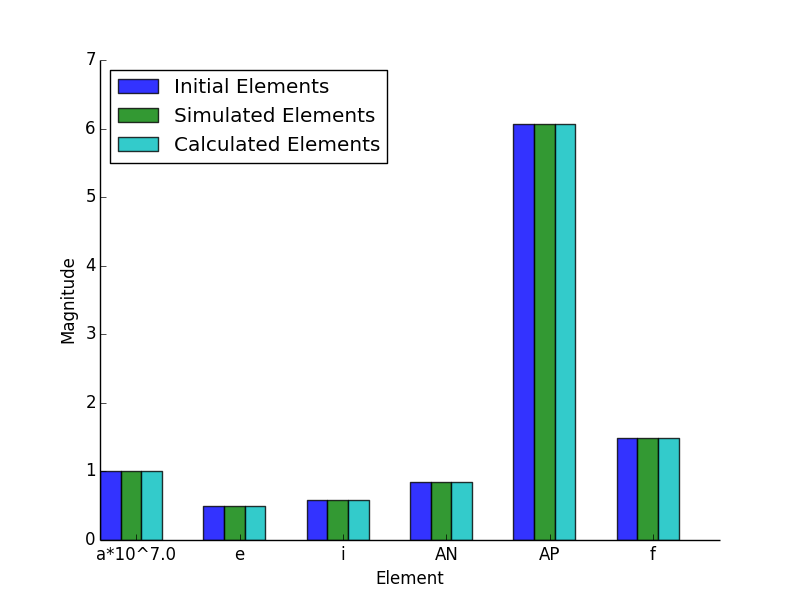 7
6
5
4
3
2
1
0
Magnitude
Initial Elements
Simulated Elements
Calculated Elements
a*10^7.0 e i AN AP f
Element